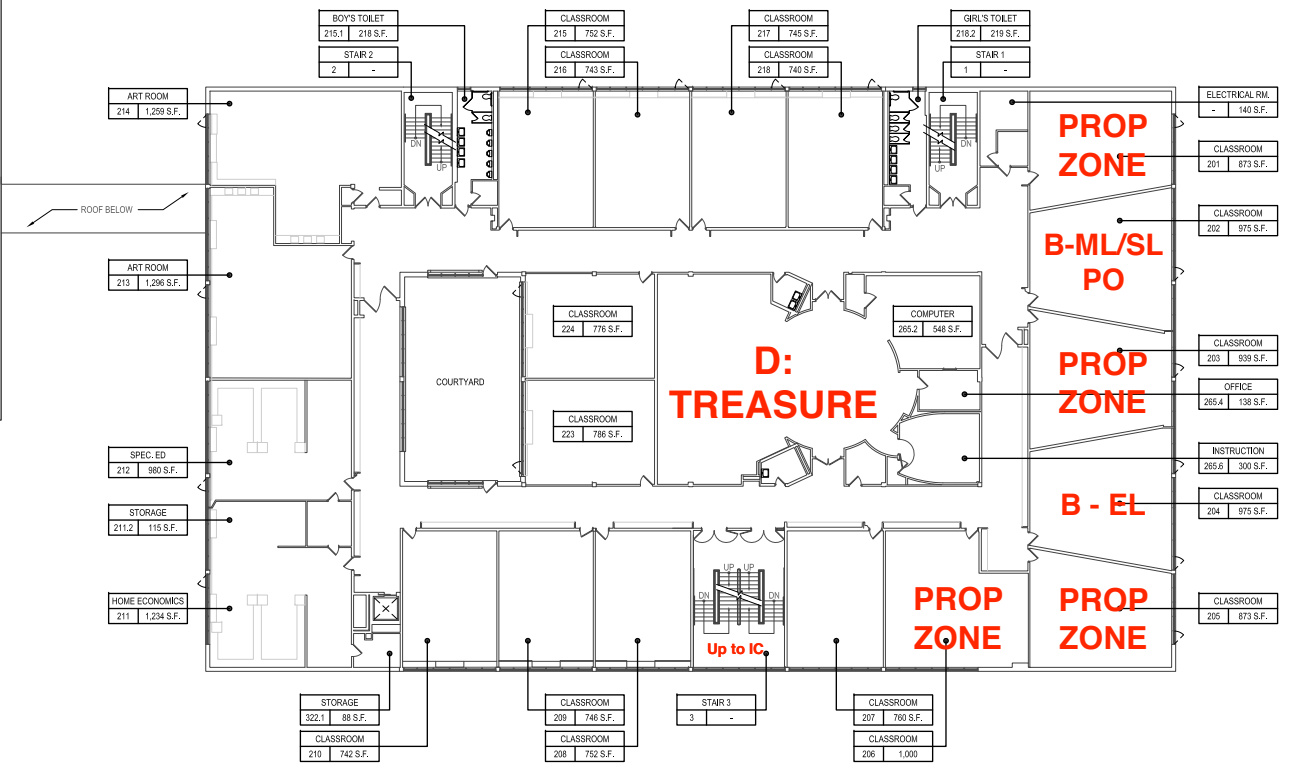 BOY'S TOILET
215.1 218 S.F.
CLASSROOM
215 752 S.F.
CLASSROOM
217 745 S.F.
GIRL'S TOILET
218.2 219 S.F.
STAIR 2
2 -
CLASSROOM
216 743 S.F.
CLASSROOM
218 740 S.F.
STAIR 1
1 -
ART ROOM
214 1,259 S.F.
ELECTRICAL RM.
- 140 S.F.
DN
UP
DN
UP
PROP
ZONE
CLASSROOM
201 873 S.F.
ROOF BELOW
CLASSROOM
202 975 S.F.
B-ML/SL
PO
ART ROOM
213 1,296 S.F.
CLASSROOM
224 776 S.F.
COMPUTER
265.2 548 S.F.
CLASSROOM
203 939 S.F.
PROP
ZONE
COURTYARD
D:
TREASURE
OFFICE
265.4 138 S.F.
CLASSROOM
223 786 S.F.
SPEC. ED
212 980 S.F.
INSTRUCTION
265.6 300 S.F.
STORAGE
211.2 115 S.F.
B - EL
CLASSROOM
204 975 S.F.
UP UP
DN DN
HOME ECONOMICS
211 1,234 S.F.
PROP
ZONE
PROP
ZONE
CLASSROOM
205 873 S.F.
Up to IC
STORAGE
322.1 88 S.F.
CLASSROOM
209 746 S.F.
STAIR 3
3 -
CLASSROOM
207 760 S.F.
CLASSROOM
210 742 S.F.
CLASSROOM
208 752 S.F.
CLASSROOM
206 1,000